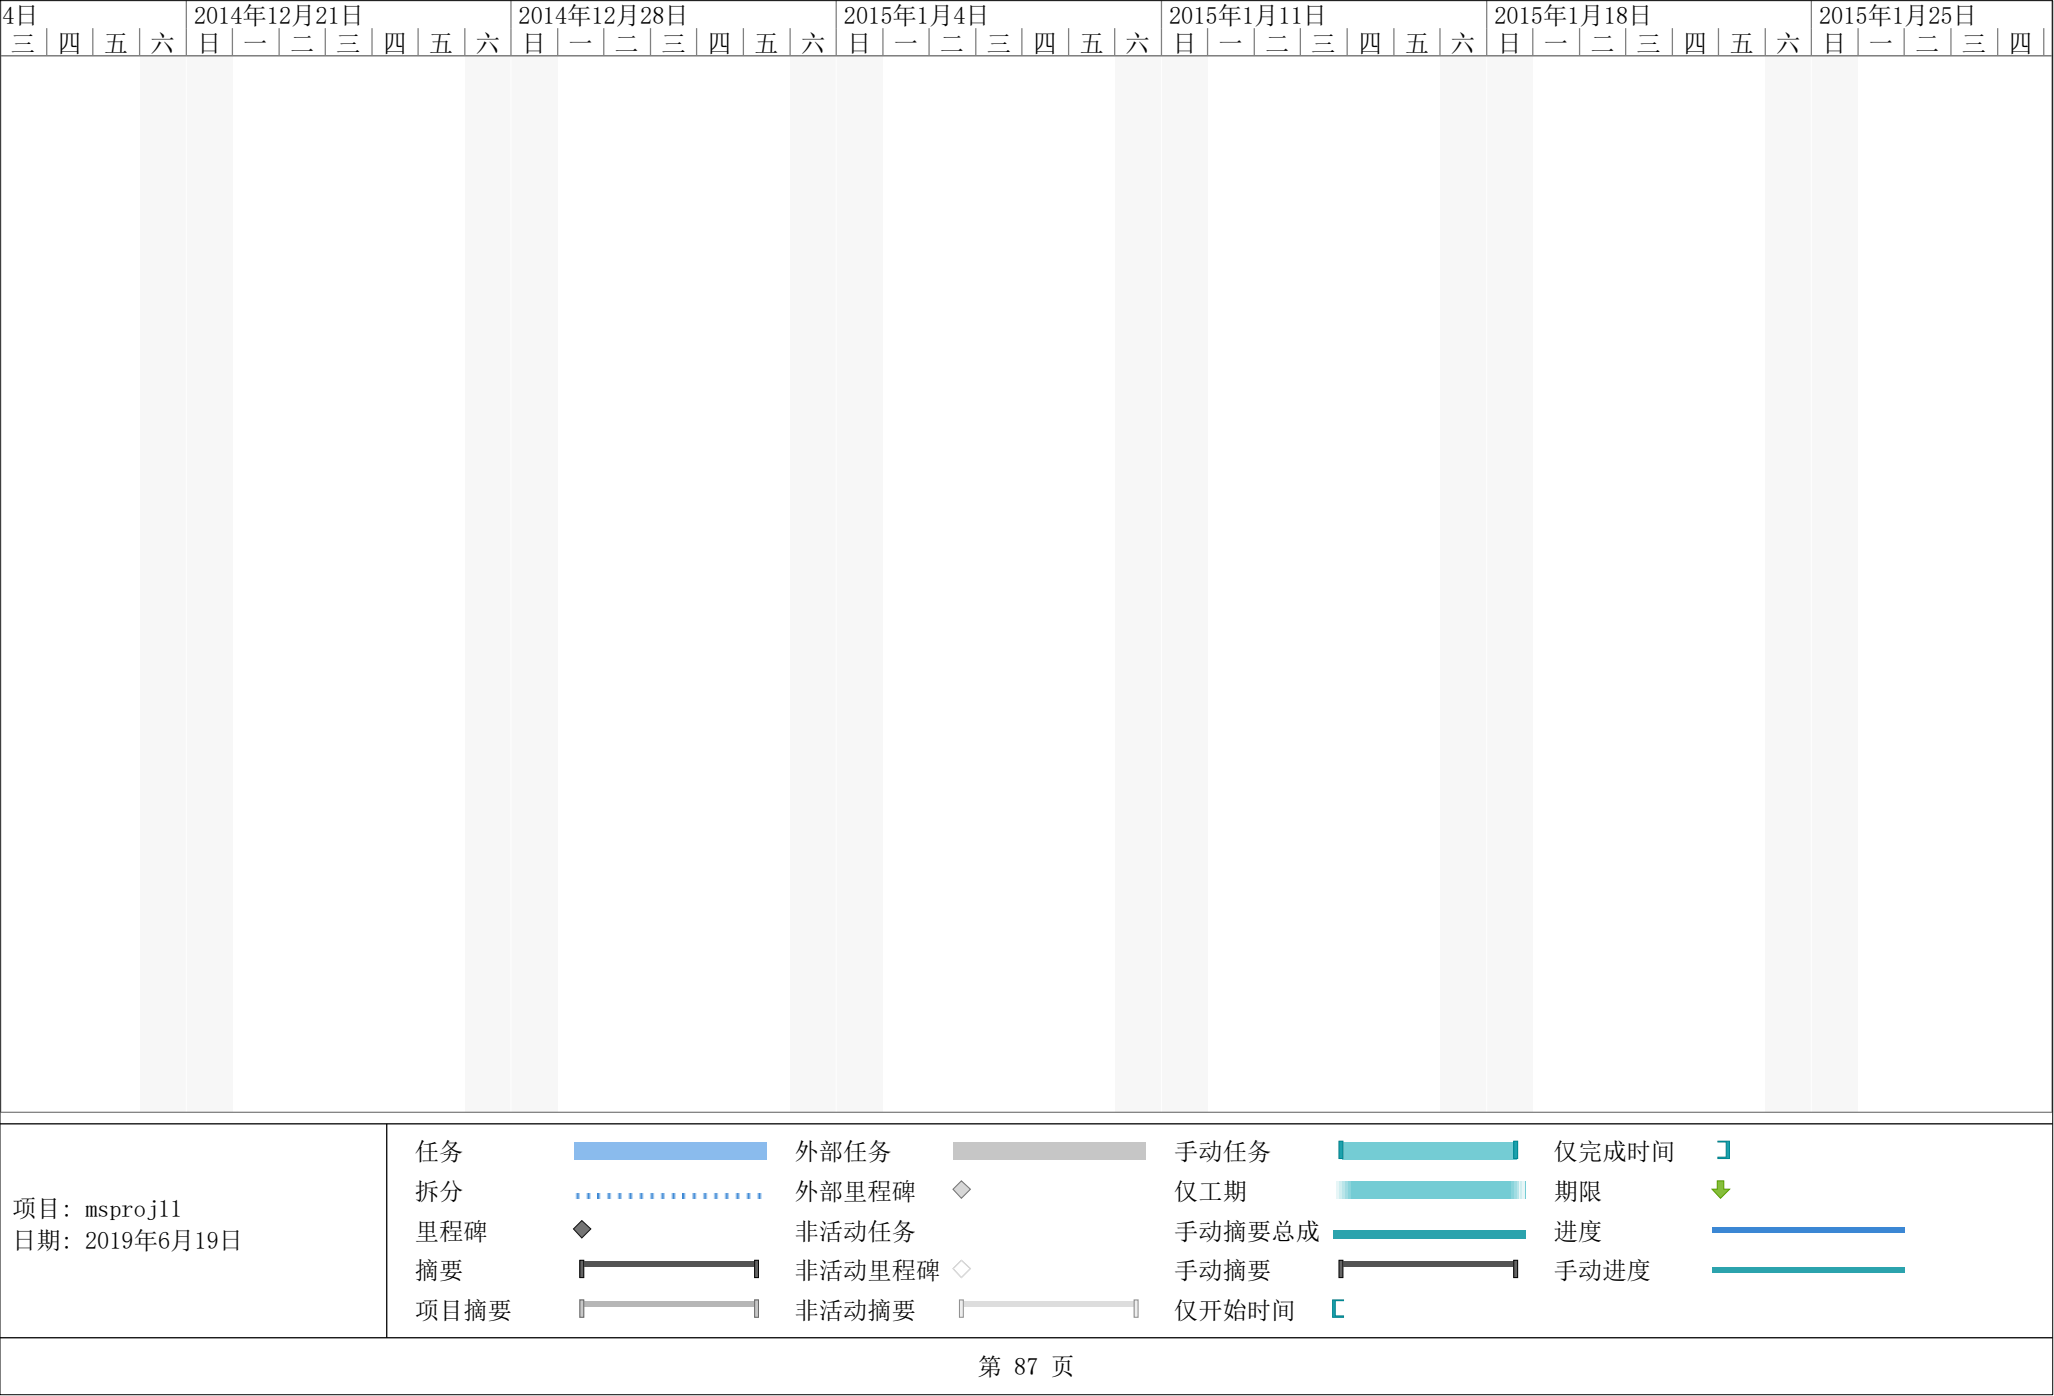 4日 2014年12月21日 2014年12月28日 2015年1月4日 2015年1月11日 2015年1月18日 2015年1月25日
三 四 五 六 日 一 二 三 四 五 六 日 一 二 三 四 五 六 日 一 二 三 四 五 六 日 一 二 三 四 五 六 日 一 二 三 四 五 六 日 一 二 三 四
任务 外部任务 手动任务 仅完成时间
拆分 外部里程碑 仅工期 期限
项目: msproj11
里程碑 非活动任务 手动摘要总成 进度
日期: 2019年6月19日
摘要 非活动里程碑 手动摘要 手动进度
项目摘要 非活动摘要 仅开始时间
第 87 页